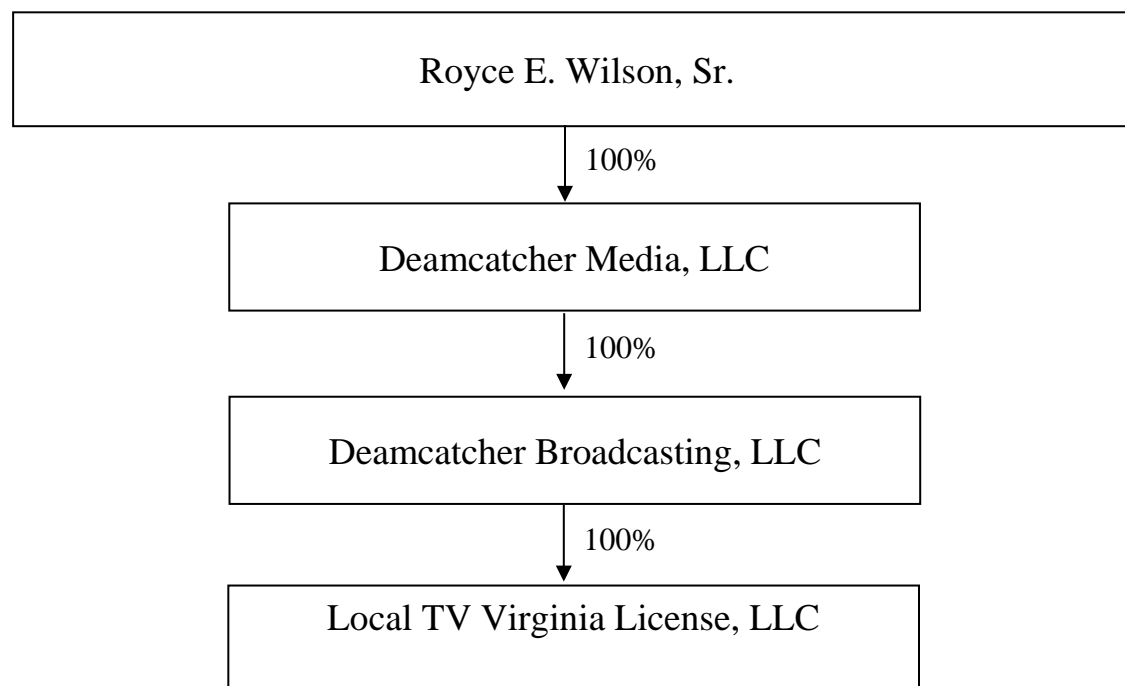 Royce E. Wilson, Sr.
100%
Deamcatcher Media, LLC
100%
Deamcatcher Broadcasting, LLC
100%
Local TV Virginia License, LLC